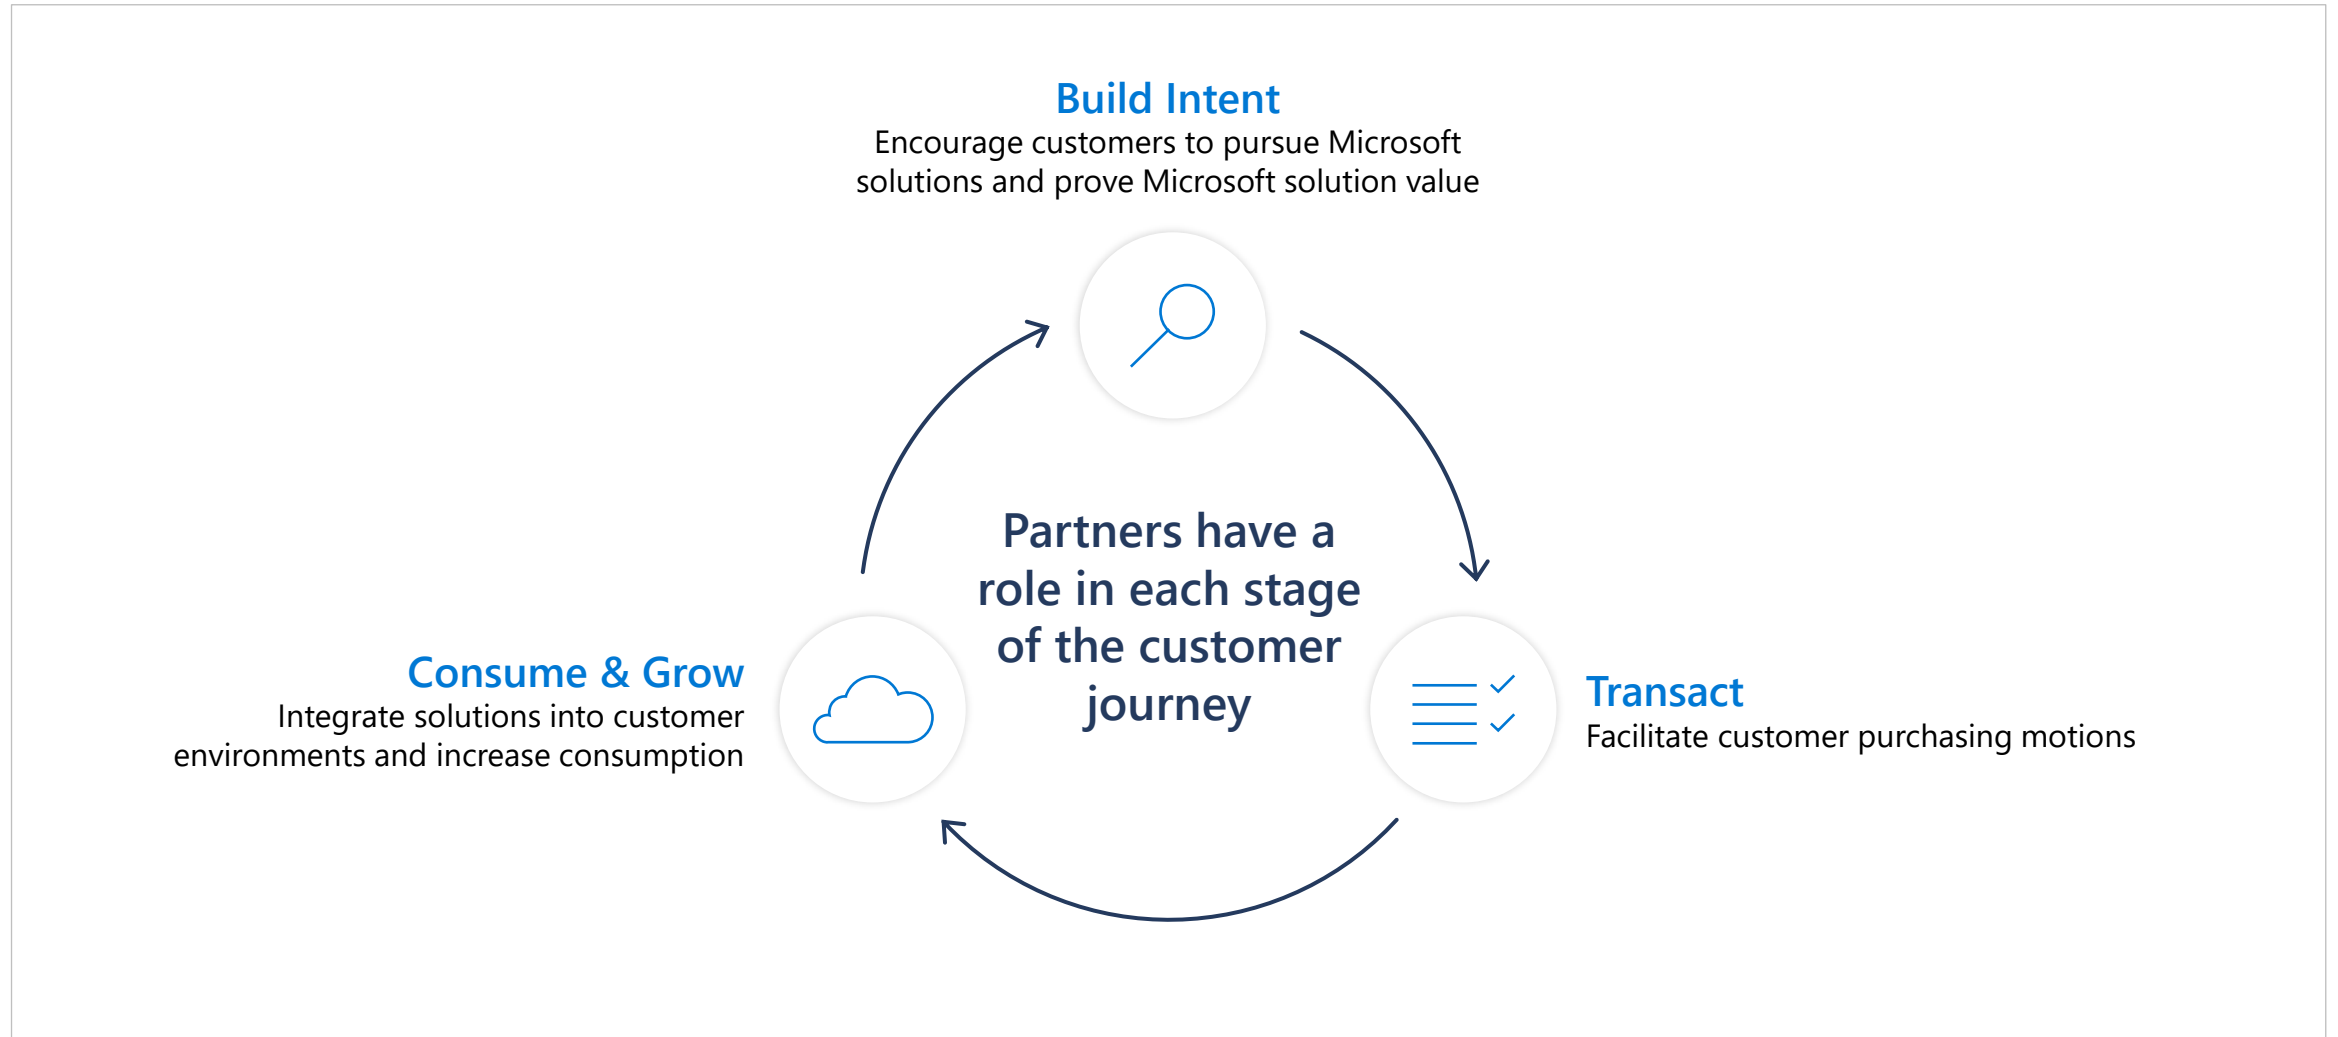 Build Intent
Encourage customers to pursue Microsoft
solutions and prove Microsoft solution value
Partners have a
role in each stage
of the customer
journey
Transact
Facilitate customer purchasing motions
Consume & Grow
Integrate solutions into customer
environments and increase consumption